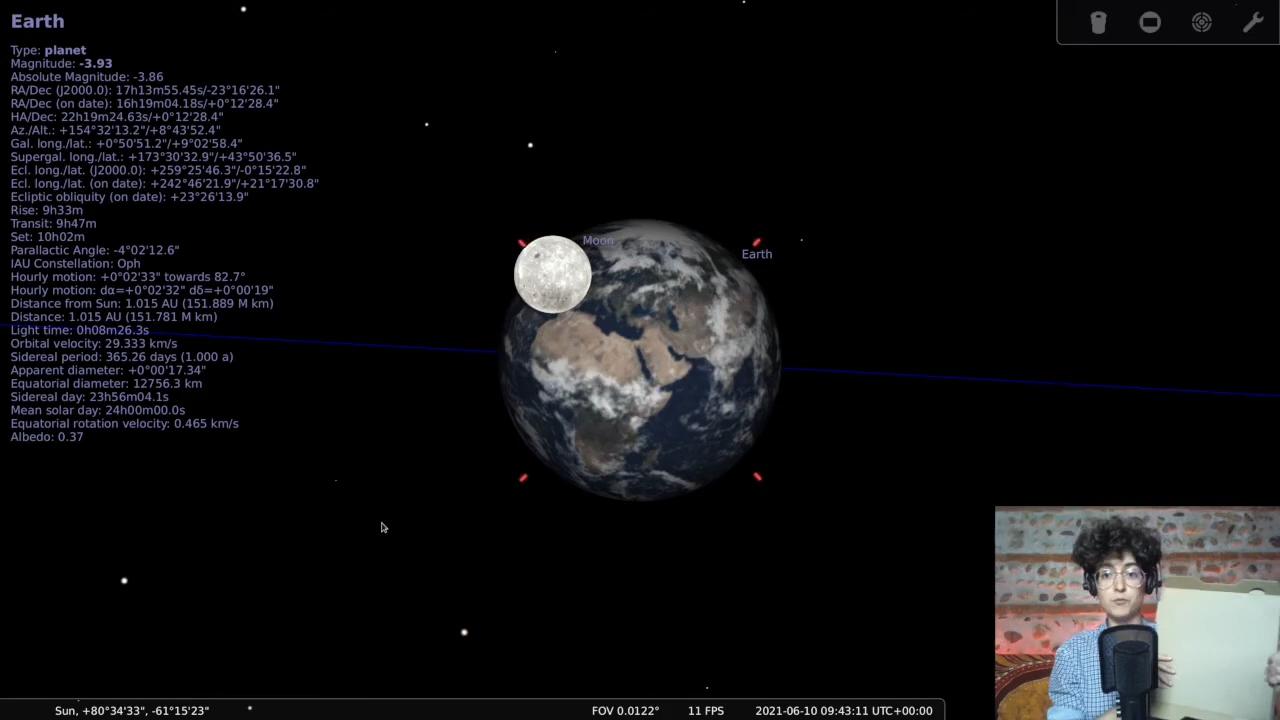 Earth
Type: planet
Magnitude: -3.93
Absolute Magnitude: -3.86
RA/Dec (J2000.0): 17h13m55.45s/-23°16'26.1"
RA/Dec (on date): 16h19m04.18s/+0°12'28.4"
HA/Dec: 22h19m24.63s/+0°12'28.4"
Az./Alt.: +154°32'13.2"/+8°43'52.4"
Gal. long./lat.: +0°50'51.2"/+9°02'58.4"
Supergal. long./lat.: +173°30'32.9"/+43°50'36.5"
Ecl. long./lat. (J2000.0): +259°25'46.3"/-0°15'22.8"
Ecl. long./lat. (on date): +242°46'21.9"/+21°17'30.8"
Ecliptic obliquity (on date): +23°26'13.9"
Rise: 9h33m
Transit: 9h47m
Set: 10h02m
Parallactic Angle: -4°02'12.6"
IAU Constellation: Oph
Hourly motion: +0°02'33" towards 82.7°
Hourly motion: dα=+0°02'32" dδ=+0°00'19"
Distance from Sun: 1.015 AU (151.889 M km)
Distance: 1.015 AU (151.781 M km)
Light time: 0h08m26.3s
Orbital velocity: 29.333 km/s
Sidereal period: 365.26 days (1.000 a)
Apparent diameter: +0°00'17.34"
Equatorial diameter: 12756.3 km
Sidereal day: 23h56m04.1s
Mean solar day: 24h00m00.0s
Equatorial rotation velocity: 0.465 km/s
Albedo: 0.37
Moon
Earth
Sun, +80°34'33", -61°15'23" FOV 0.0122° 11 FPS 2021-06-10 09:43:11 UTC+00:00